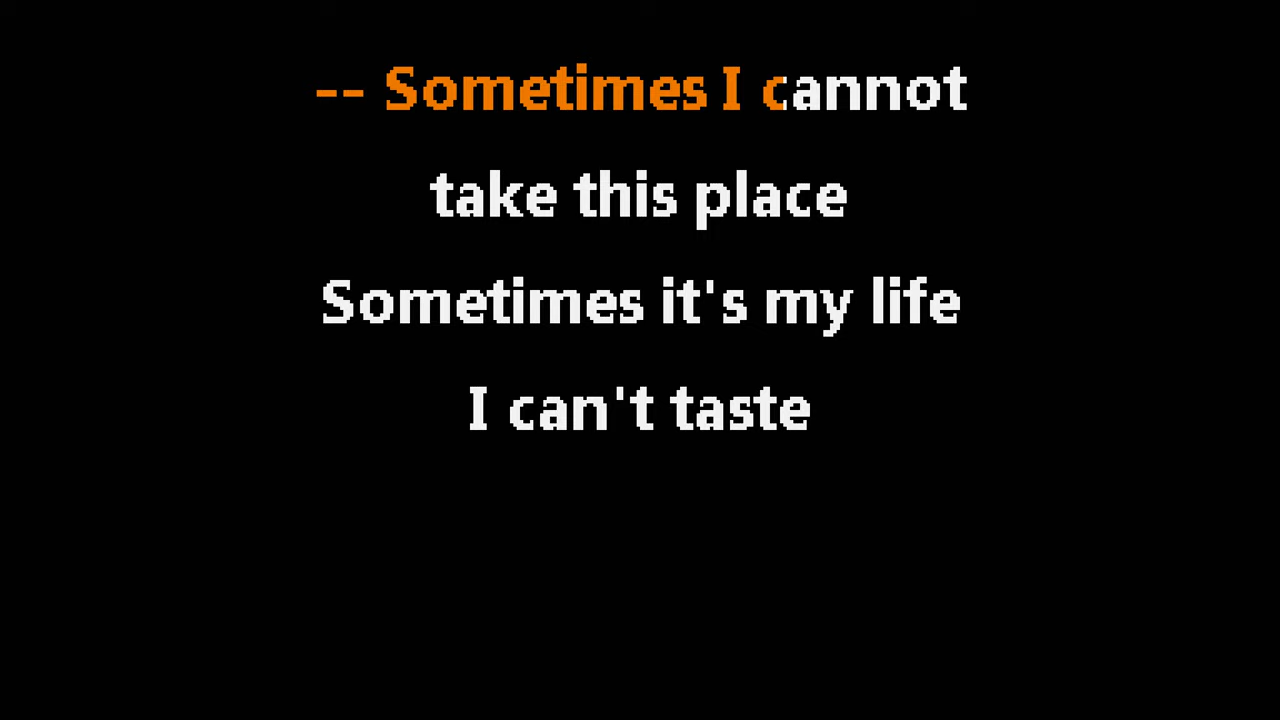 -- Sometimes I cannot
take this place
Sometimes it's my life
I can't taste